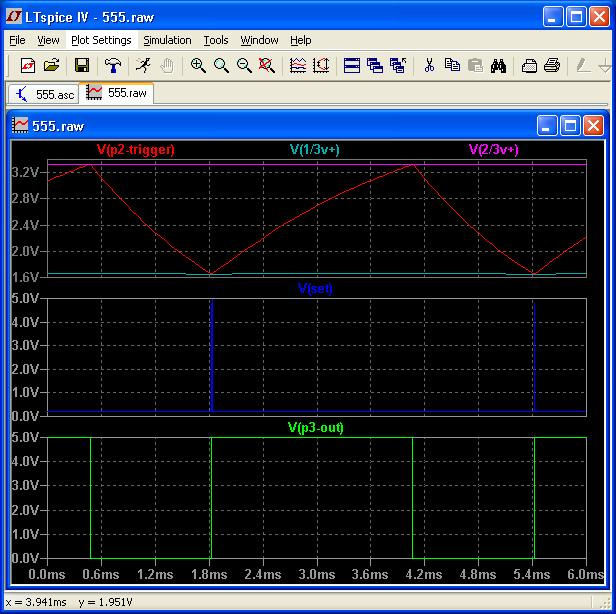 LTspice IV - 555.raw
File View Plot Settings Simulation Tools Window Help
555.asc 555.raw
555.raw
V(p2-trigger) V(1/3v+) V(2/3v+)
3.2V
2.8V
2.4V
2.0V
1.6V
V(set)
5.0V
4.0V
3.0V
2.0V
1.0V
0.0V
V(p3-out)
5.0V
4.0V
3.0V
2.0V
1.0V
0.0V
0.0ms 0.6ms 1.2ms 1.8ms 2.4ms 3.0ms 3.6ms 4.2ms 4.8ms 5.4ms 6.0ms
x = 3.941ms y = 1.951V